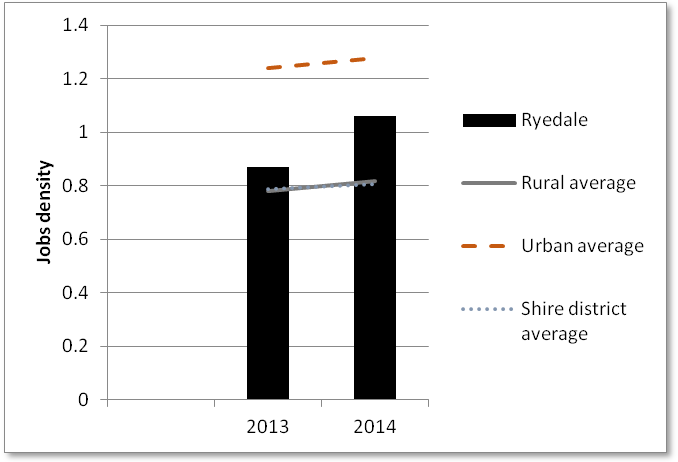 1.4
1.2
1
0.8
0.6
0.4
0.2
0
Jobs density
2013
2014
Ryedale
Rural average
Urban average
Shire district
average